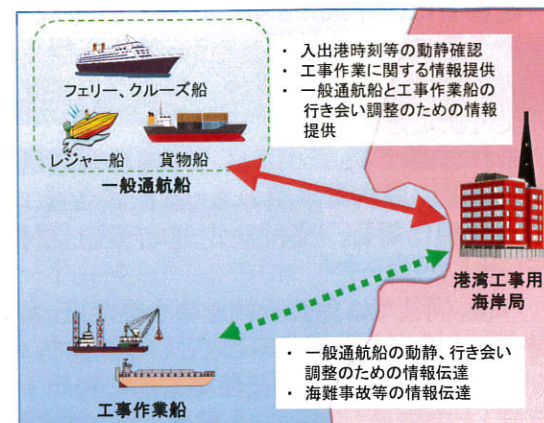 ・ 入出港時刻等の動静確認
・ 工事作業に関する情報提供
・ 一般通航船と工事作業船の
行き会い調整のための情報
提供
フェリー、クルーズ船
レジャー船
貨物船
一般通航船
港湾工事用
海岸局
・ 一般通航船の動静、行き会い
調整のための情報伝達
・ 海難事故等の情報伝達
工事作業船